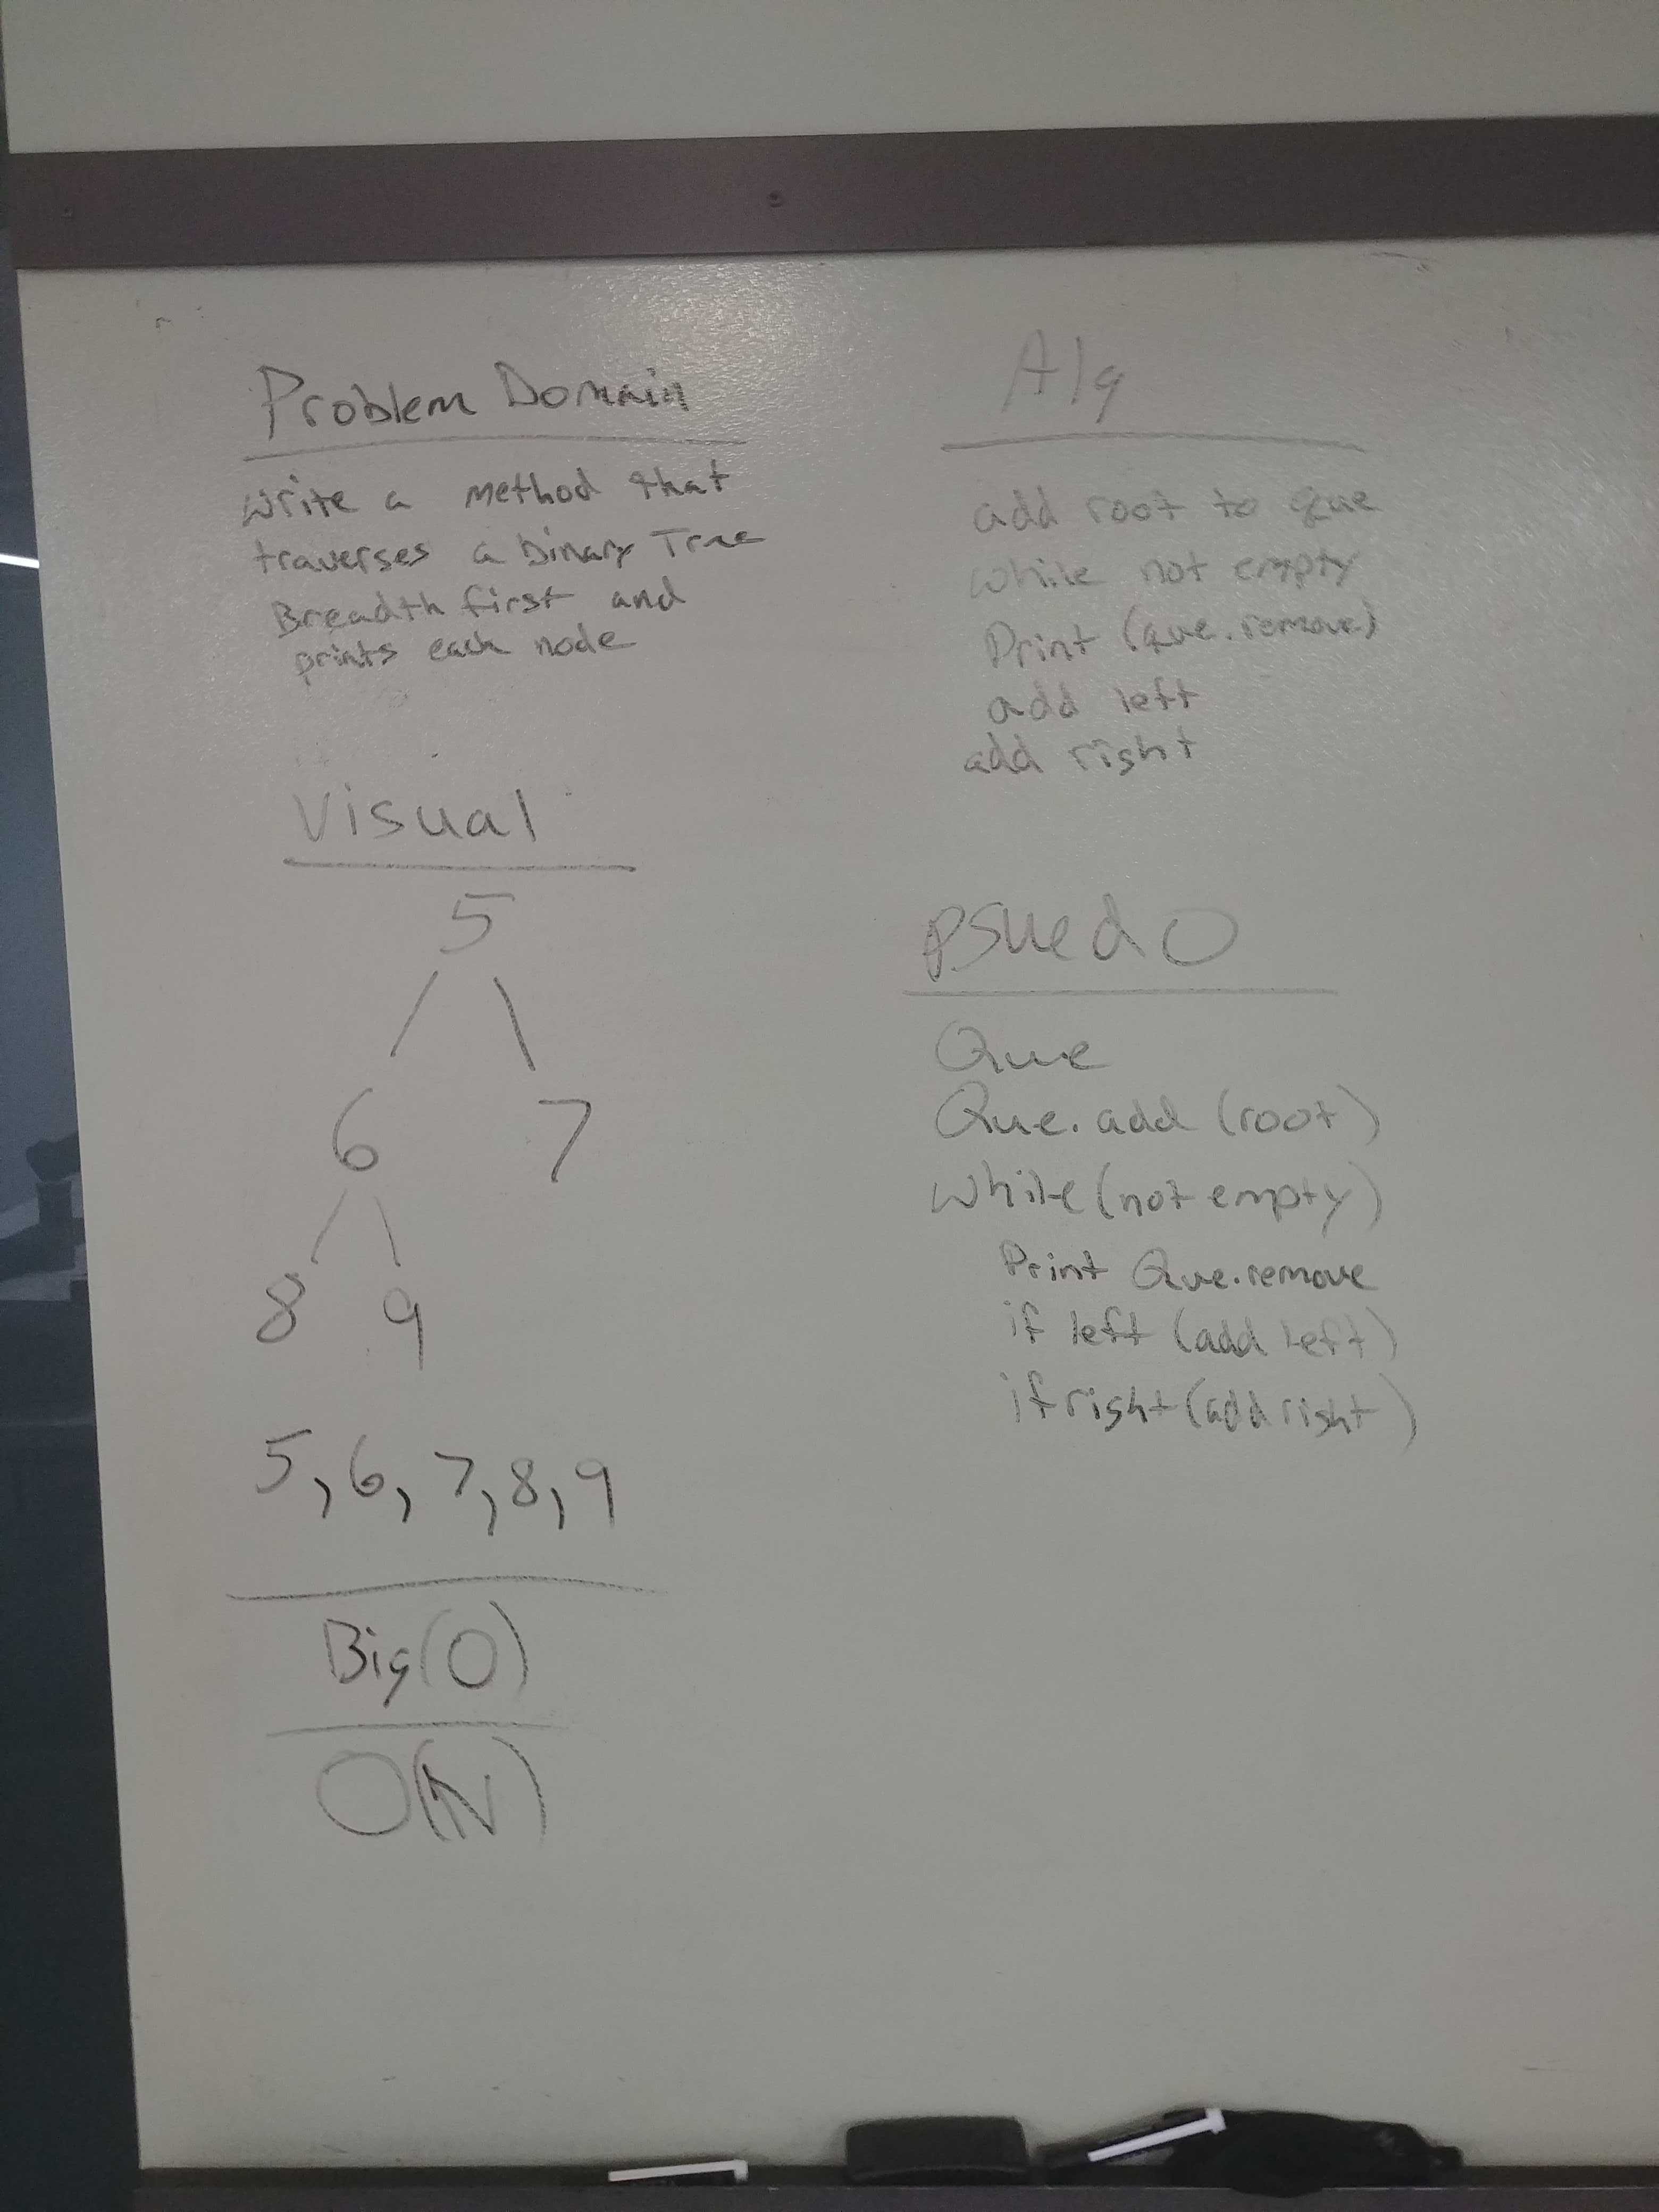 Problem Domain
write a method that
traverses a binary Tree
Breadth first and
prints each node
Visual
5
6 7
8 9
5, 6, 7, 8, 9
Big(O)
O(N)
Alg
add root to que
while not empty
Print (que.remove)
add left
add right
psuedo
Que
Que.add (root)
while (not empty)
Print Que.remove
if left (add left)
if right (add right)